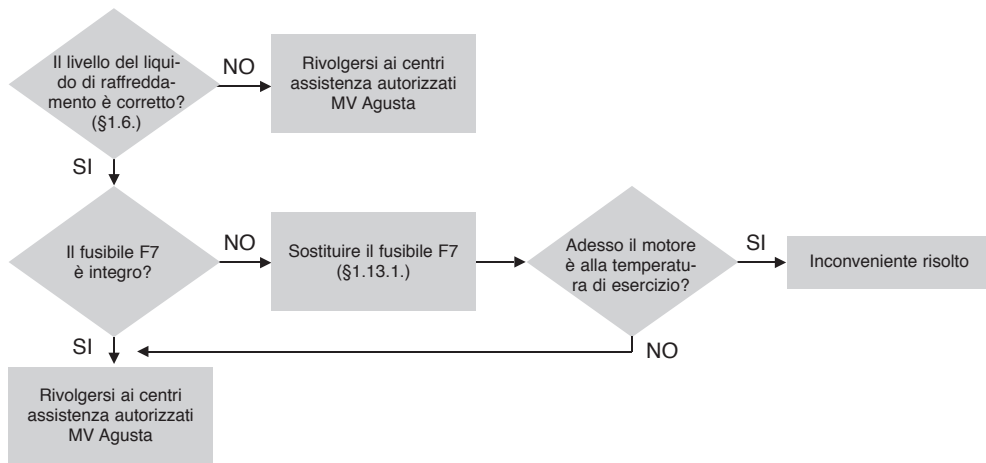 Il livello del liqui-
do di raffredda-
mento è corretto?
(§1.6.)
NO
Rivolgersi ai centri
assistenza autorizzati
MV Agusta
SI
Il fusibile F7
è integro?
NO
Sostituire il fusibile F7
(§1.13.1.)
Adesso il motore
è alla temperatu-
ra di esercizio?
SI
Inconveniente risolto
SI
NO
Rivolgersi ai centri
assistenza autorizzati
MV Agusta